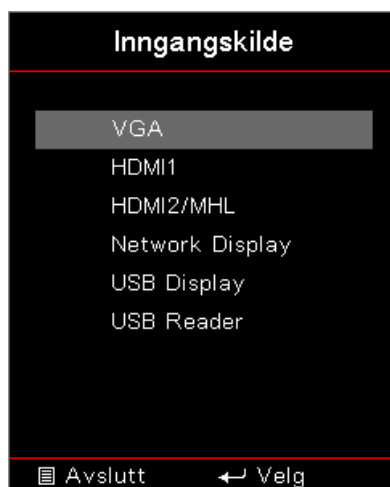 Inngangskilde
VGA
HDMI1
HDMI2/MHL
Network Display
USB Display
USB Reader
Avslutt Velg